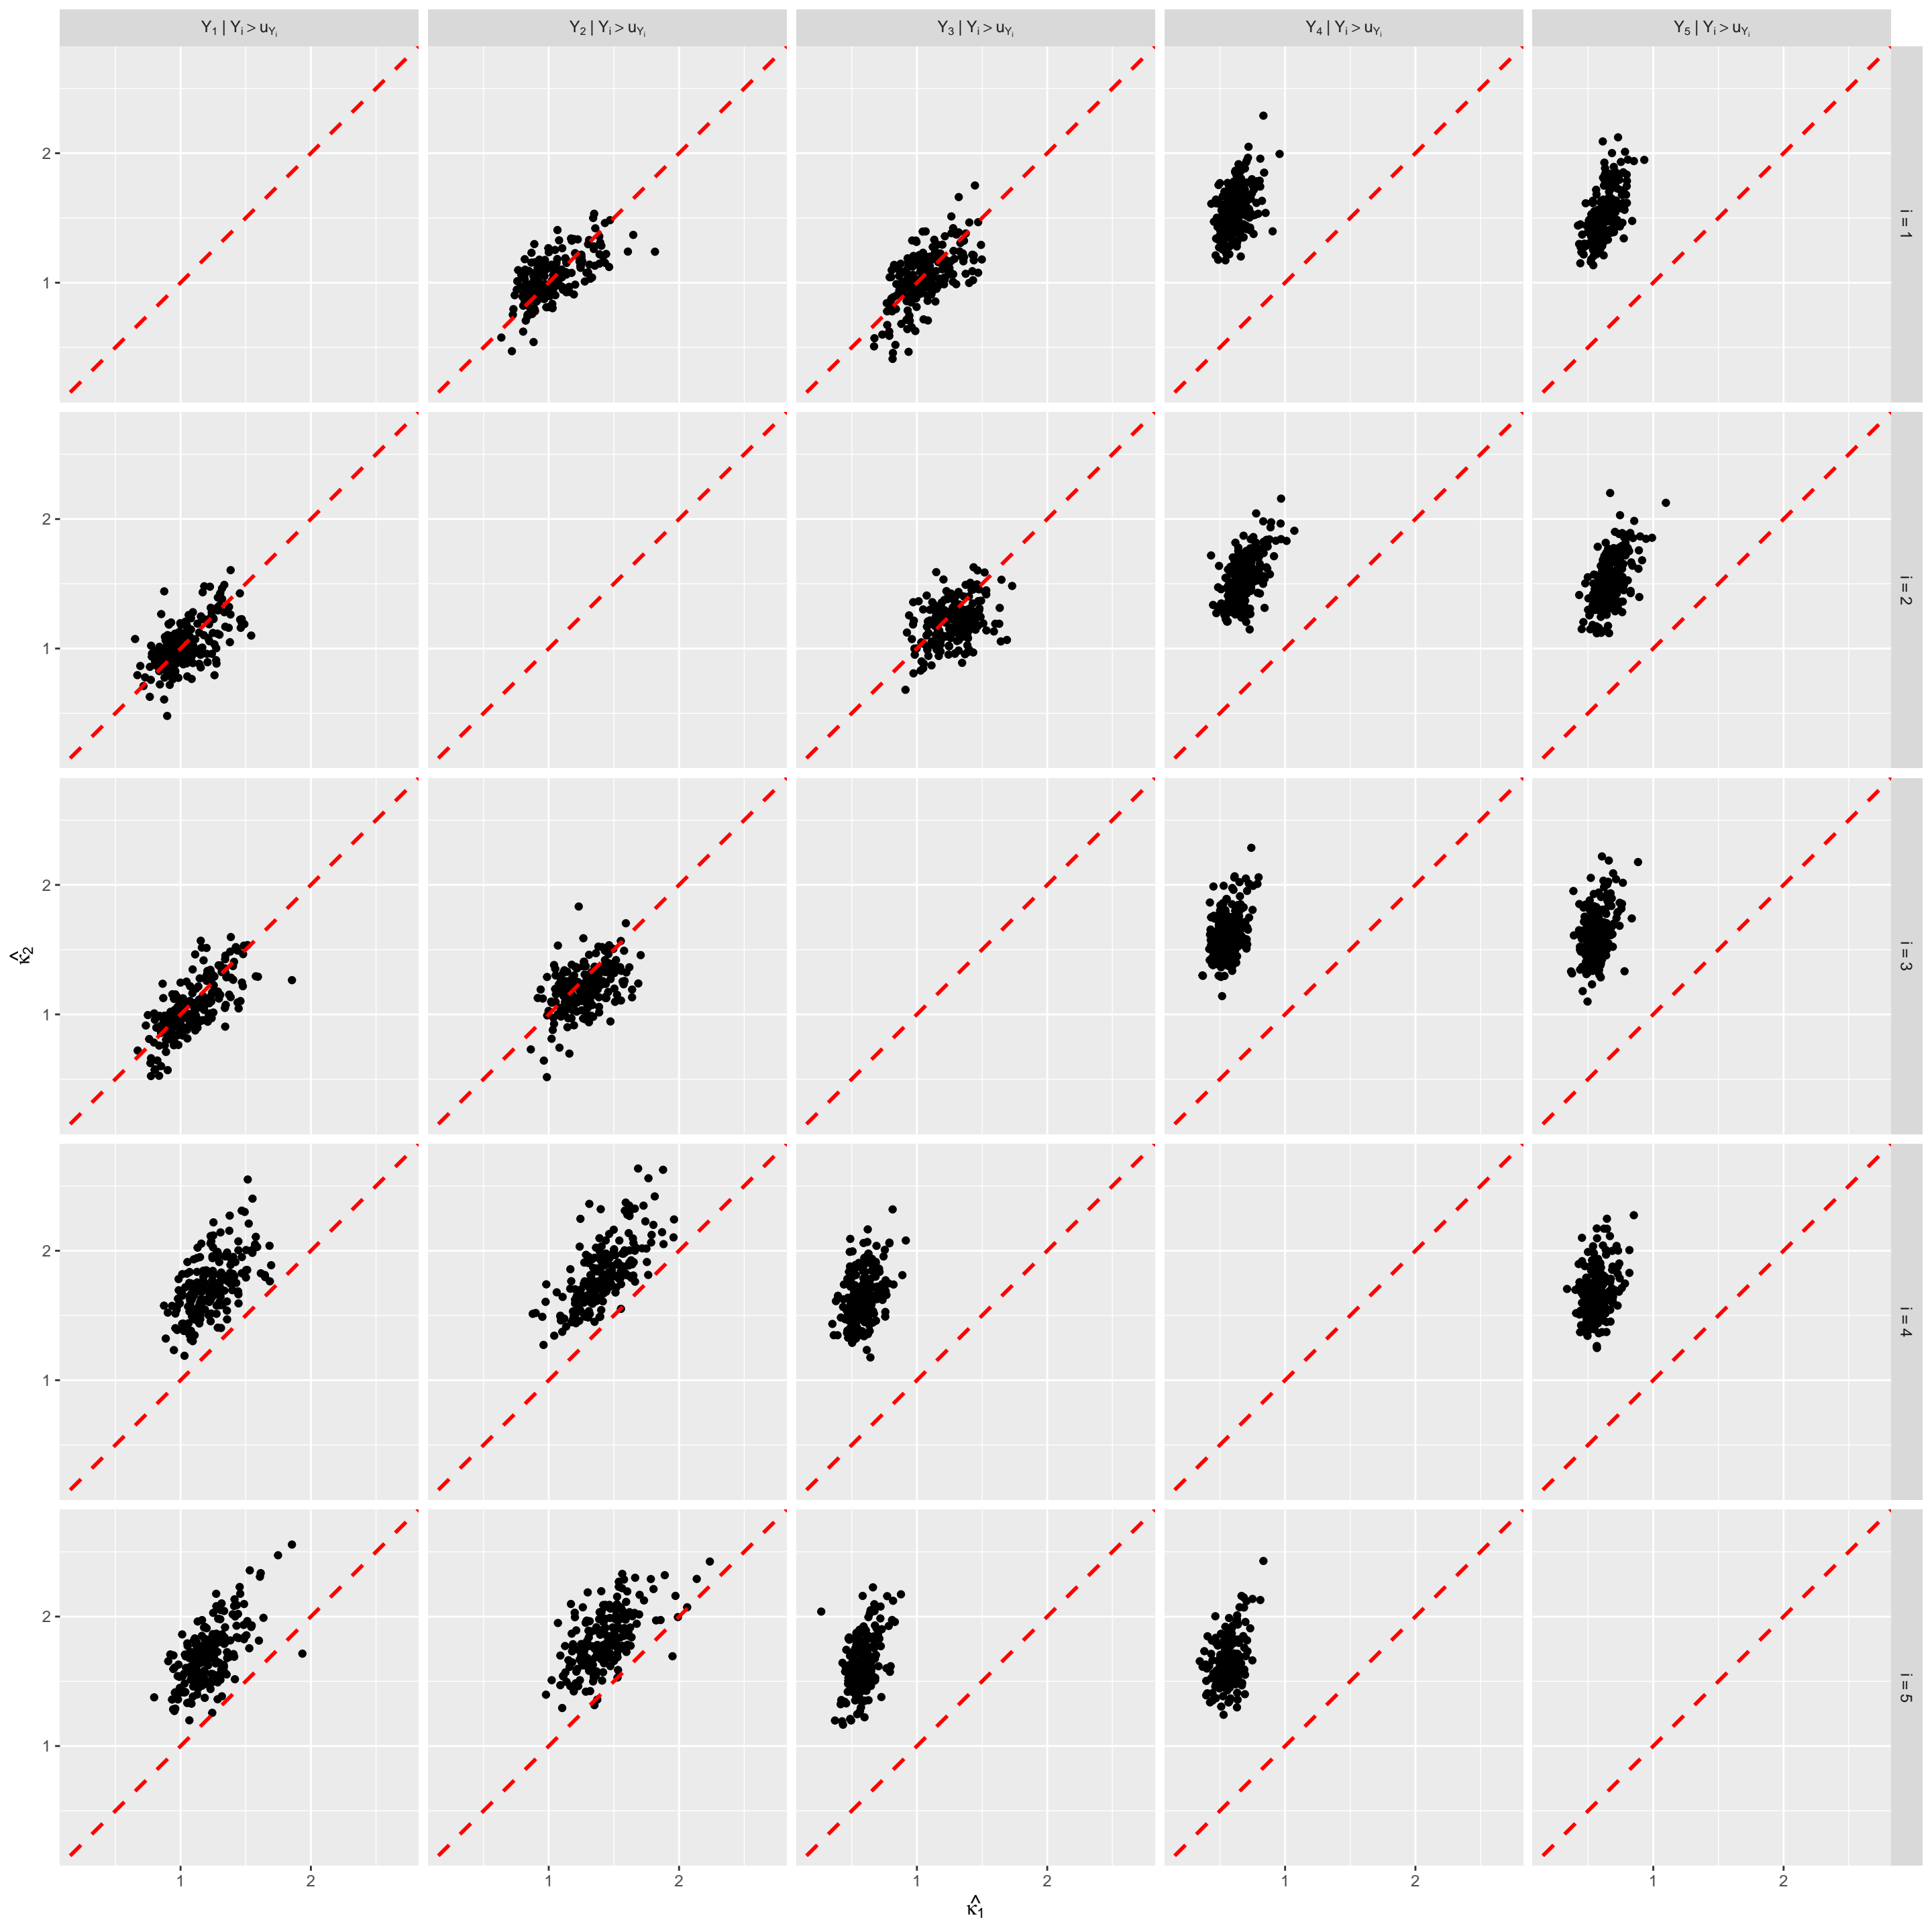 Y₁ | Yᵢ > u_Yᵢ
Y₂ | Yᵢ > u_Yᵢ
Y₃ | Yᵢ > u_Yᵢ
Y₄ | Yᵢ > u_Yᵢ
Y₅ | Yᵢ > u_Yᵢ
2
1
i = 1
2
1
i = 2
κ̂₂
2
1
i = 3
2
1
i = 4
2
1
i = 5
1 2 1 2 1 2 1 2 1 2
κ̂₁